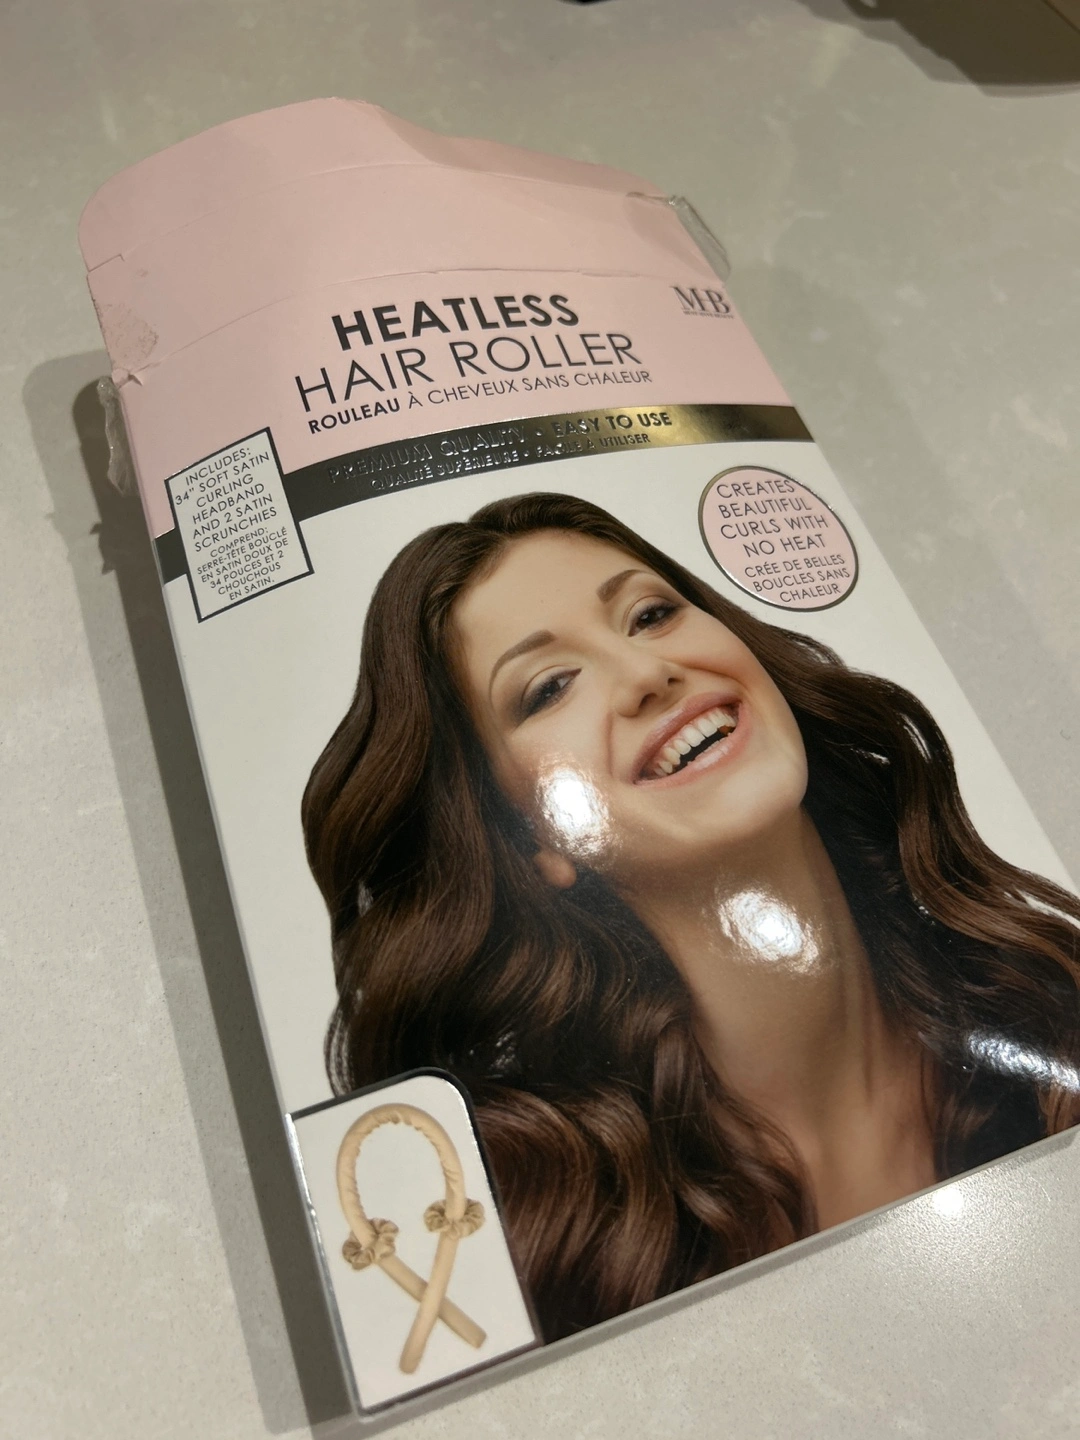 MHB
HEATLESS
HAIR ROLLER
ROULEAU À CHEVEUX SANS CHALEUR
PREMIUM QUALITY • EASY TO USE
QUALITÉ SUPÉRIEURE • FACILE À UTILISER
INCLUDES:
34" SOFT SATIN
CURLING
HEADBAND
AND 2 SATIN
SCRUNCHIES
COMPREND:
SERRE-TÊTE BOUCLÉ
EN SATIN DOUX DE
34 POUCES ET 2
CHOUCHOUS
EN SATIN.
CREATES
BEAUTIFUL
CURLS WITH
NO HEAT
CRÉE DE BELLES
BOUCLES SANS
CHALEUR